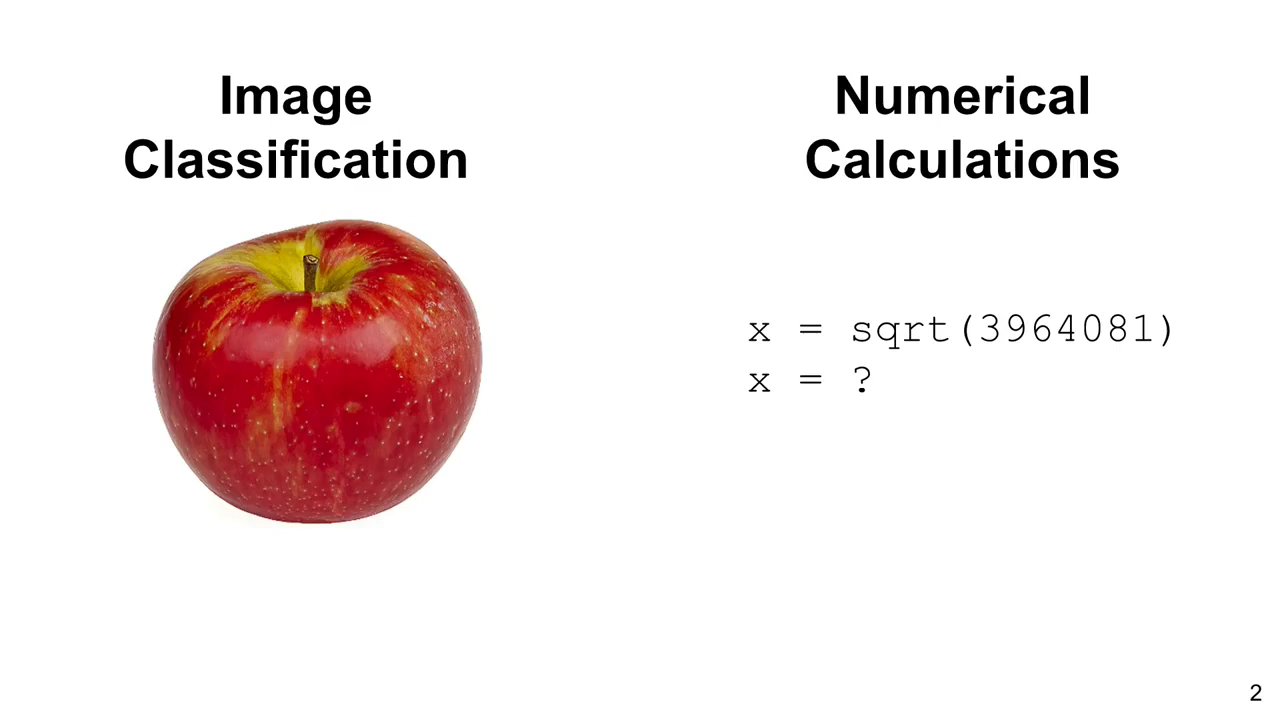 Image
Classification
Numerical
Calculations
x = sqrt(3964081)
x = ?
2